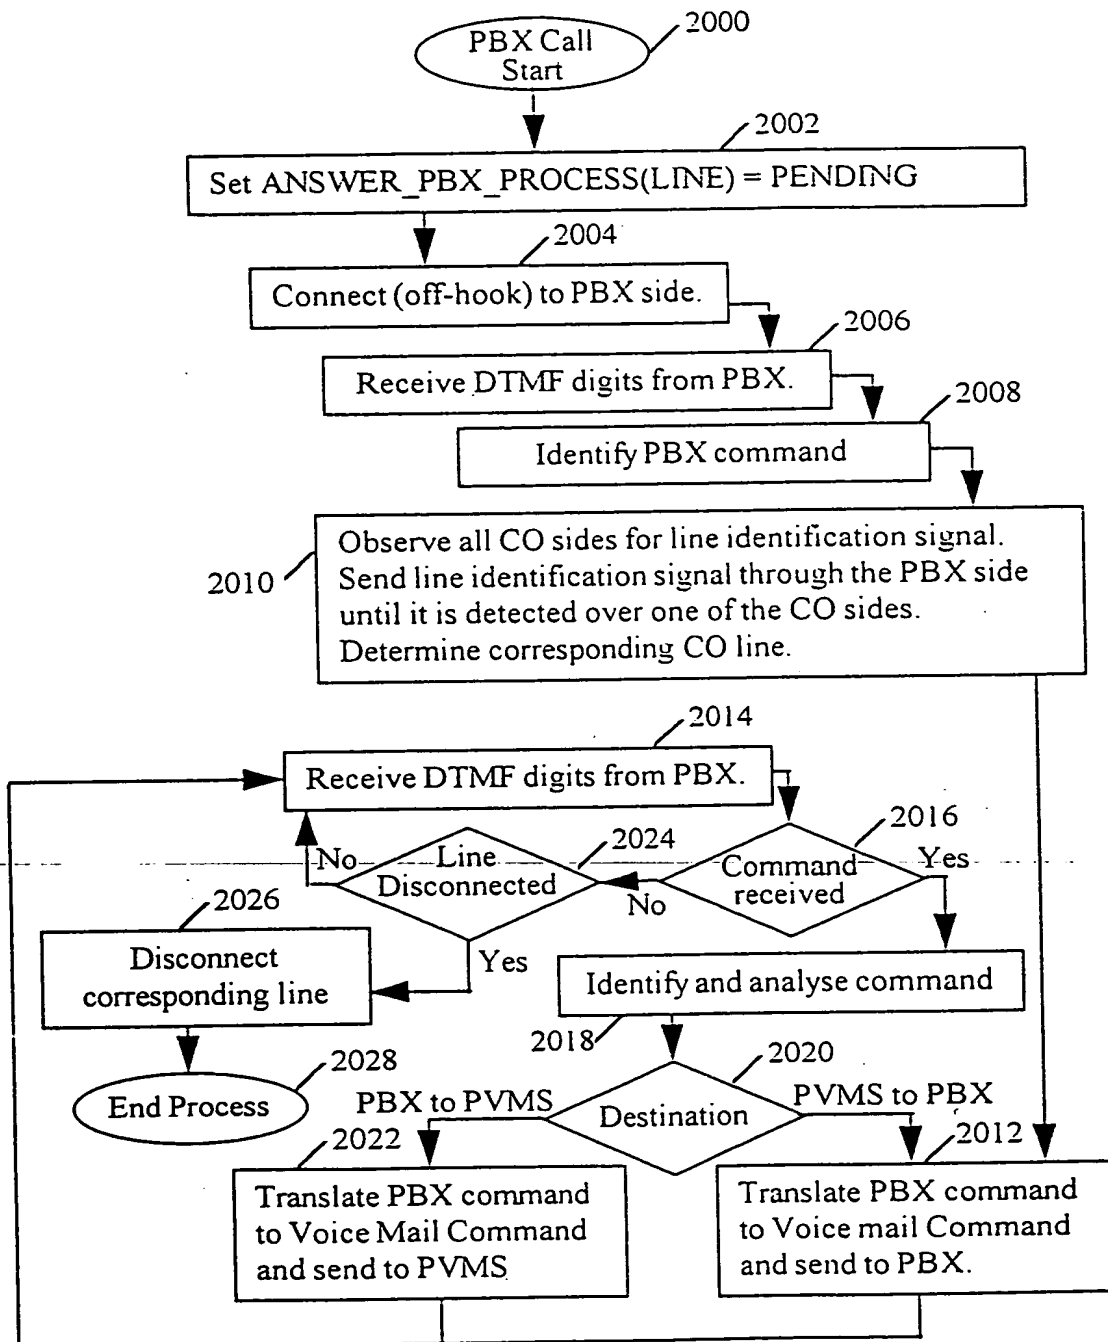 2000
PBX Call
Start
2002
Set ANSWER_PBX_PROCESS(LINE) = PENDING
2004
Connect (off-hook) to PBX side.
2006
Receive DTMF digits from PBX.
2008
Identify PBX command
2010
Observe all CO sides for line identification signal.
Send line identification signal through the PBX side
until it is detected over one of the CO sides.
Determine corresponding CO line.
2014
Receive DTMF digits from PBX.
2016
Command
received
Yes
No
2024
Line
Disconnected
No
Yes
2026
Disconnect
corresponding line
2028
End Process
Identify and analyse command
2018
2020
Destination
PBX to PVMS
PVMS to PBX
2022
Translate PBX command
to Voice Mail Command
and send to PVMS
2012
Translate PBX command
to Voice mail Command
and send to PBX.